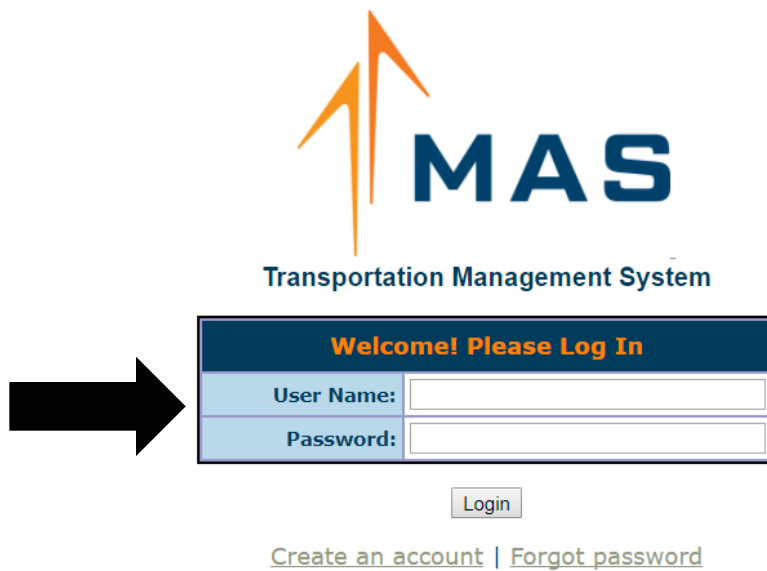 MAS
Transportation Management System
Welcome! Please Log In
User Name:
Password:
Login
Create an account | Forgot password